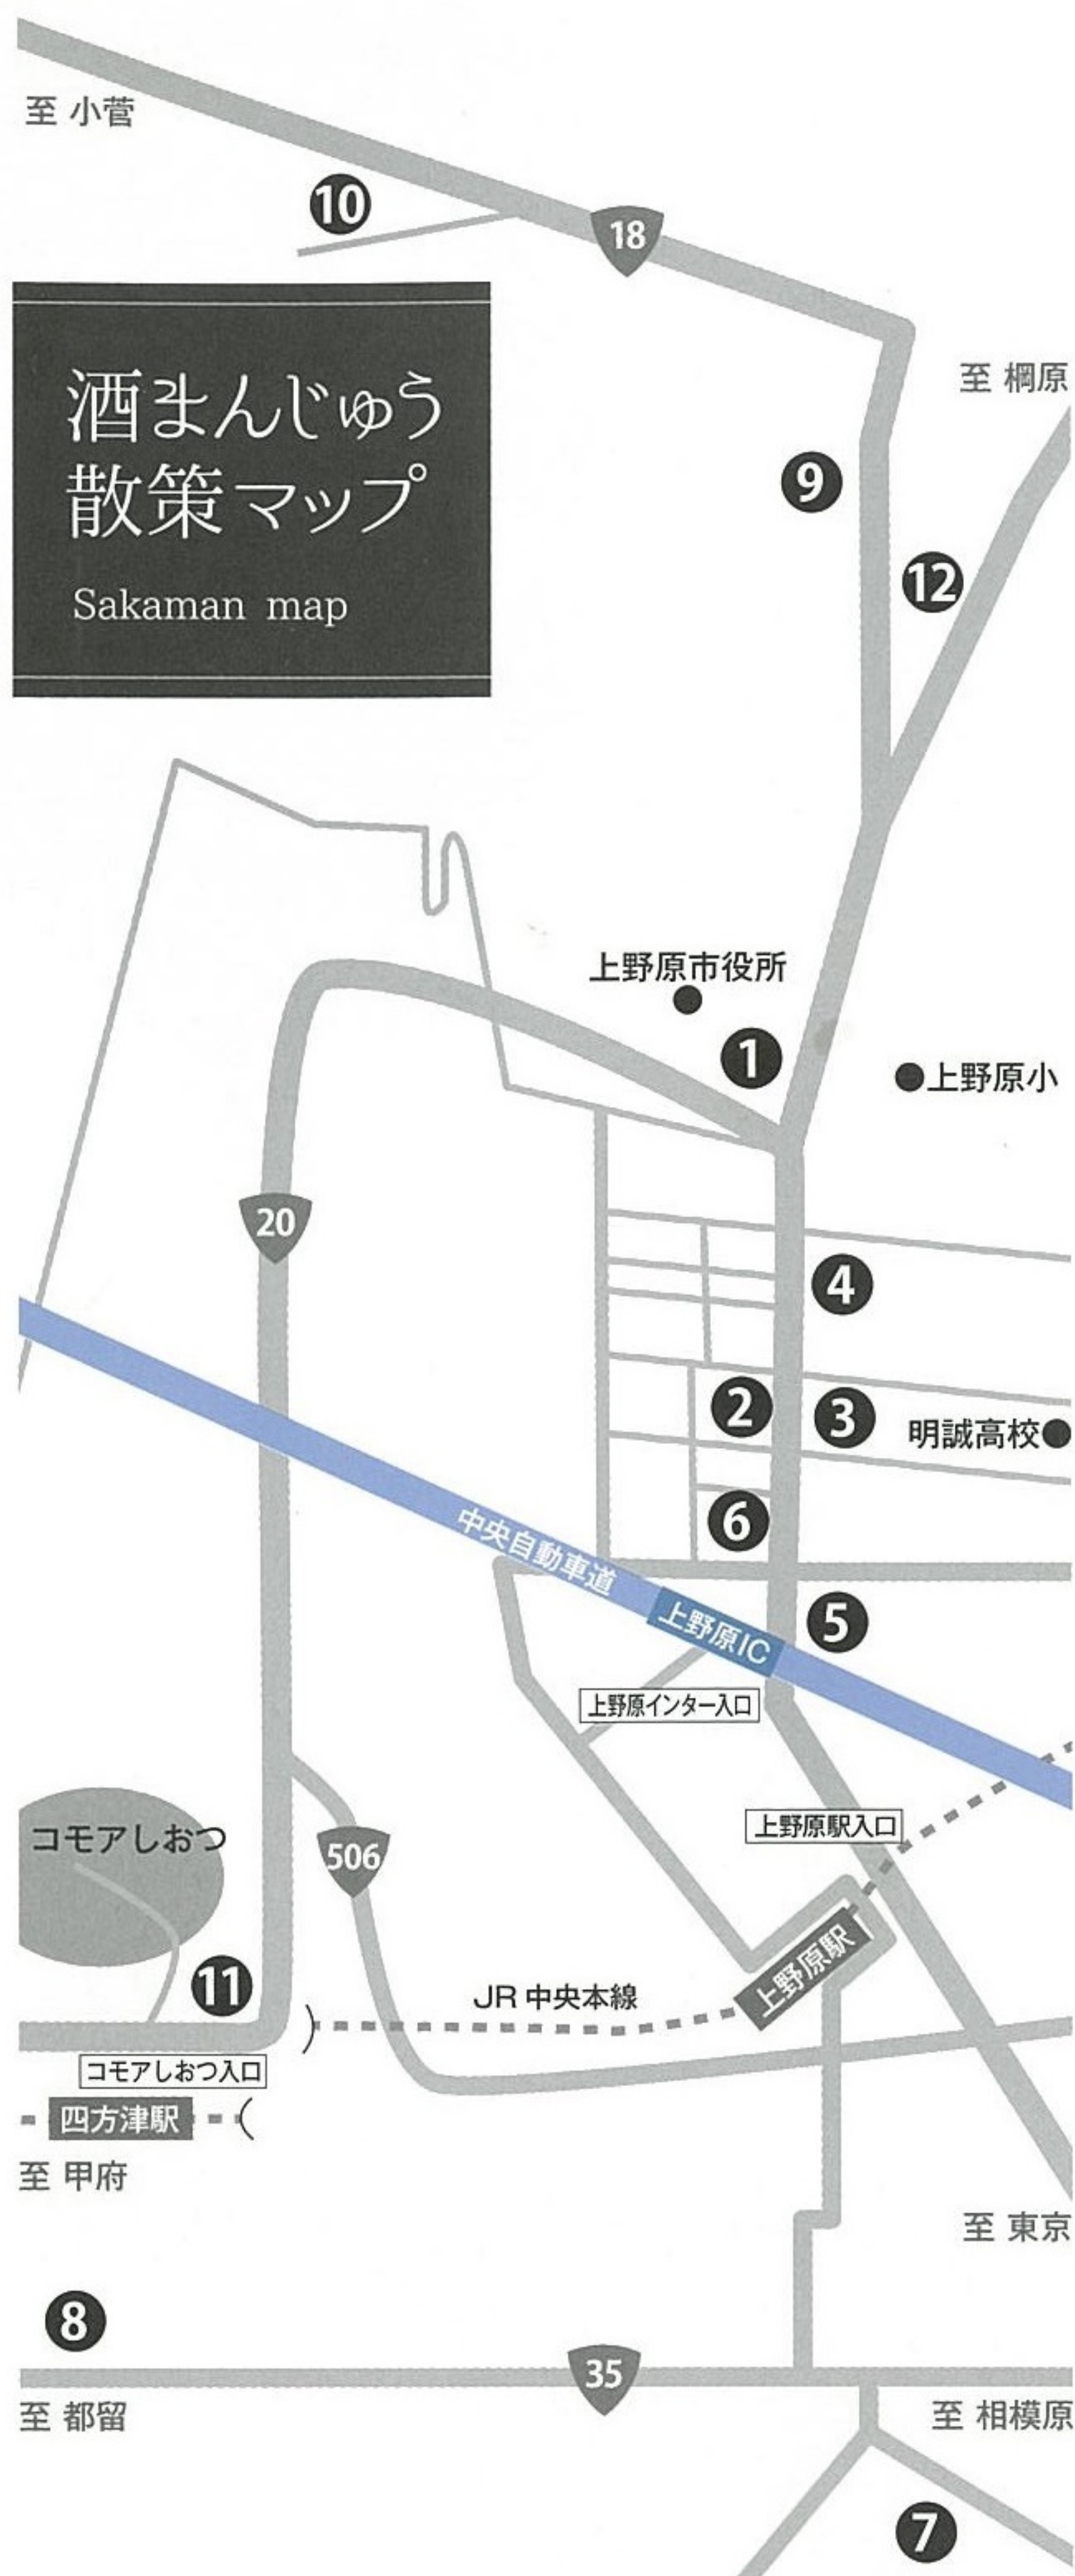 至 小菅
10
18
酒まんじゅう
散策マップ
Sakaman map
至 棡原
9
12
上野原市役所
1
上野原小
20
4
2
3
明誠高校
6
中央自動車道
上野原IC
5
上野原インター入口
上野原駅入口
コモアしおつ
506
上野原駅
11
JR 中央本線
コモアしおつ入口
四方津駅
至 甲府
至 東京
8
35
至 都留
至 相模原
7